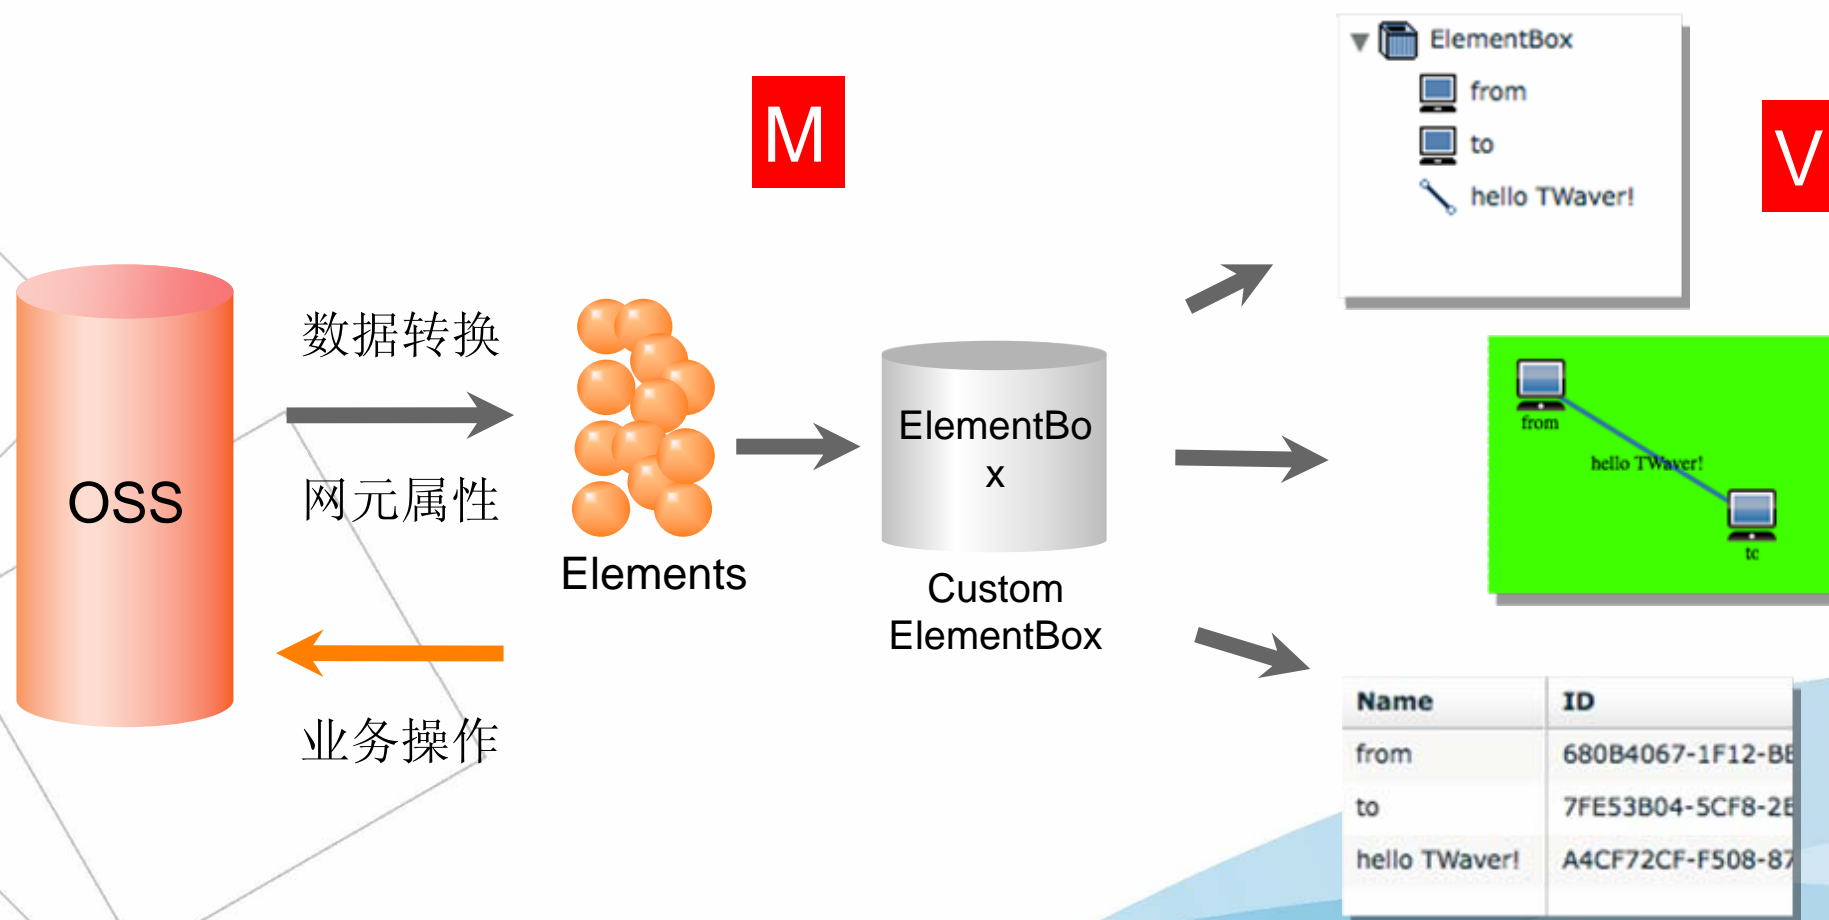 M
V
ElementBox
from
to
hello TWaver!
数据转换
网元属性
业务操作
OSS
Elements
ElementBo
x
Custom
ElementBox
from
hello TWaver!
tc
Name ID
from 680B4067-1F12-BE
to 7FE53B04-5CF8-2E
hello TWaver! A4CF72CF-F508-87